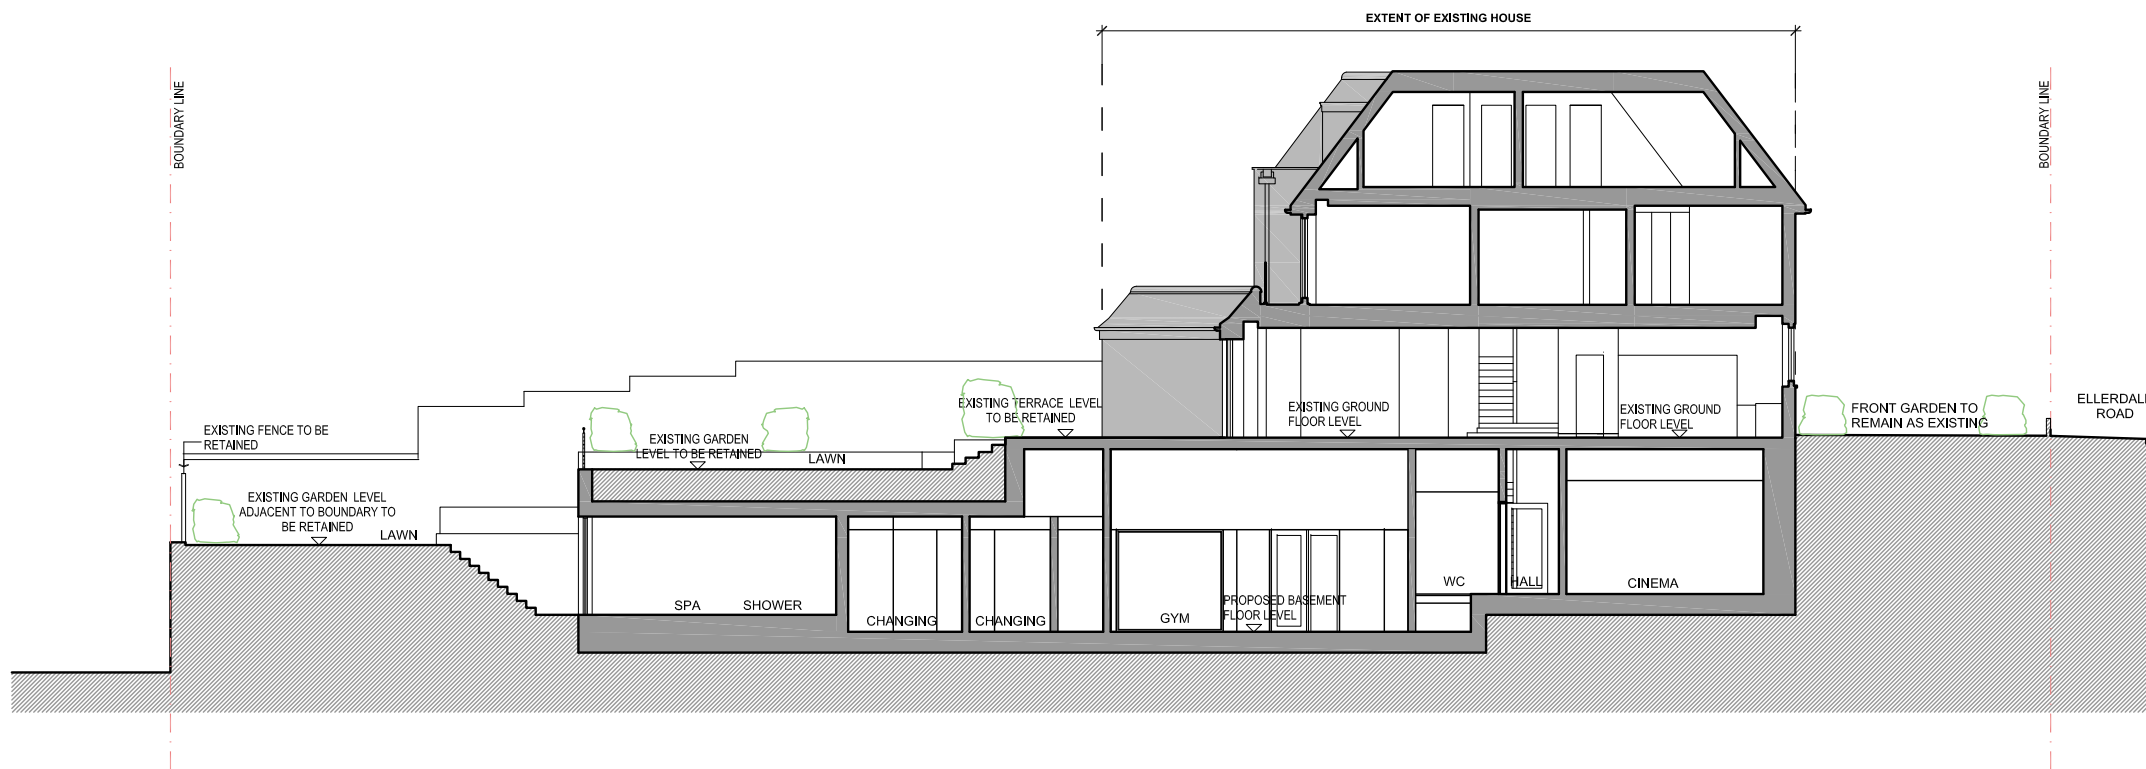 EXTENT OF EXISTING HOUSE
BOUNDARY LINE
BOUNDARY LINE
EXISTING FENCE TO BE
RETAINED
EXISTING GARDEN LEVEL
ADJACENT TO BOUNDARY TO
BE RETAINED
LAWN
EXISTING GARDEN
LEVEL TO BE RETAINED
LAWN
EXISTING TERRACE LEVEL
TO BE RETAINED
EXISTING GROUND
FLOOR LEVEL
EXISTING GROUND
FLOOR LEVEL
FRONT GARDEN TO
REMAIN AS EXISTING
ELLERDALE
ROAD
SPA
SHOWER
CHANGING
CHANGING
GYM
PROPOSED BASEMENT
FLOOR LEVEL
WC
HALL
CINEMA